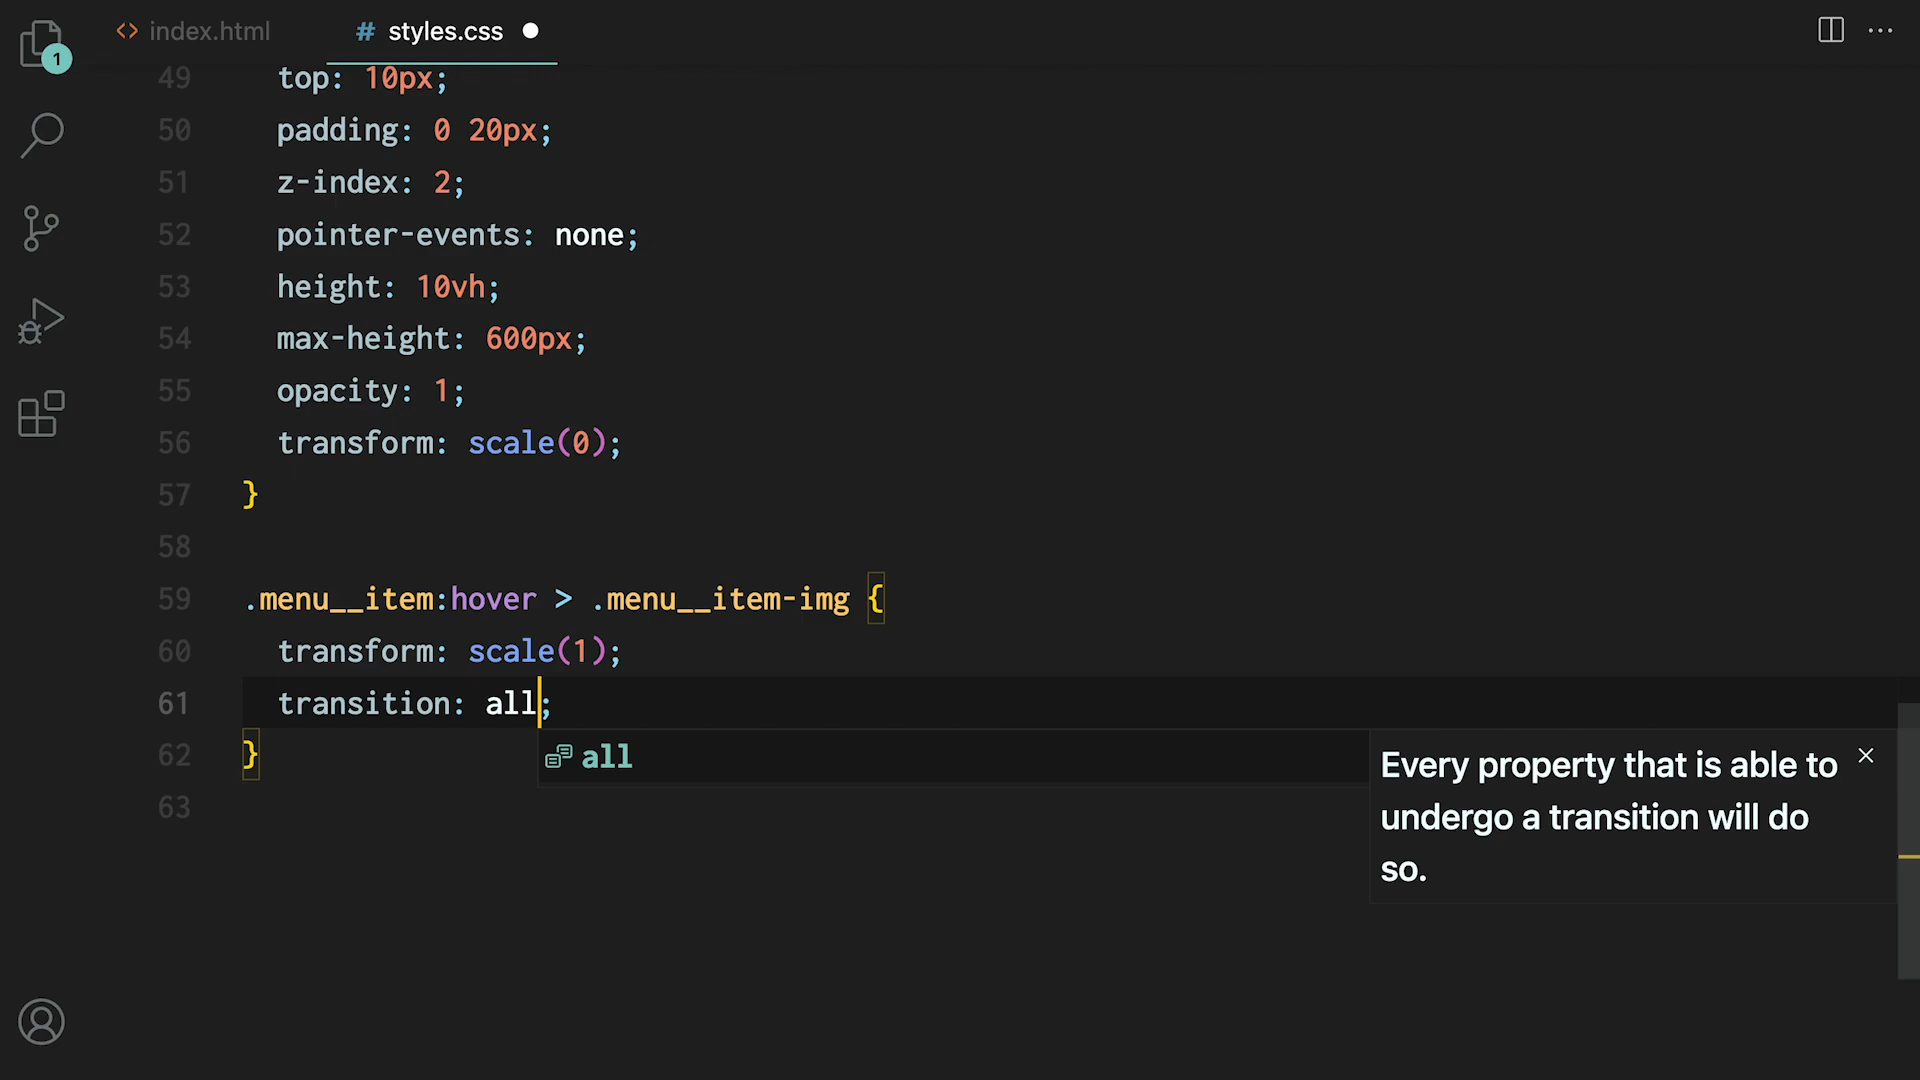 <> index.html # styles.css
1
49 top: 10px;
50 padding: 0 20px;
51 z-index: 2;
52 pointer-events: none;
53 height: 10vh;
54 max-height: 600px;
55 opacity: 1;
56 transform: scale(0);
57 }
58
59 .menu__item:hover > .menu__item-img {
60 transform: scale(1);
61 transition: all;
62 }
63
all
Every property that is able to
undergo a transition will do
so.